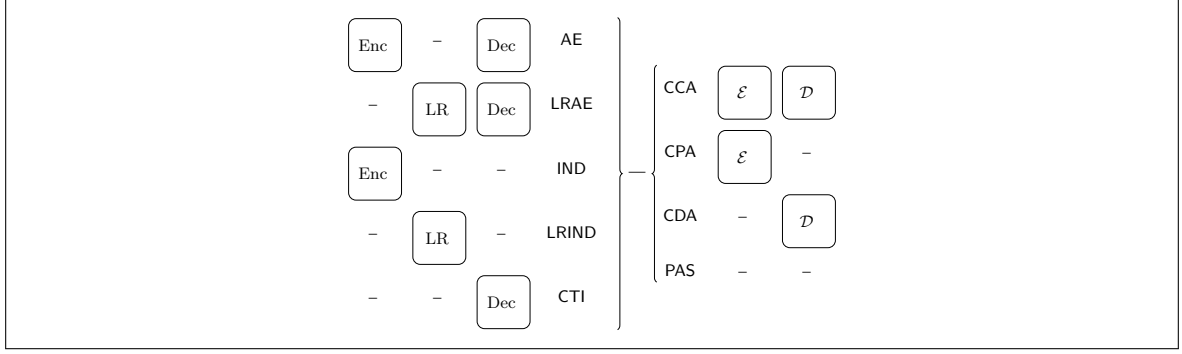 Enc – Dec AE
CCA ℰ 𝒟
– LR Dec LRAE
CPA ℰ –
Enc – – IND
—
CDA – 𝒟
– LR – LRIND
PAS – –
– – Dec CTI